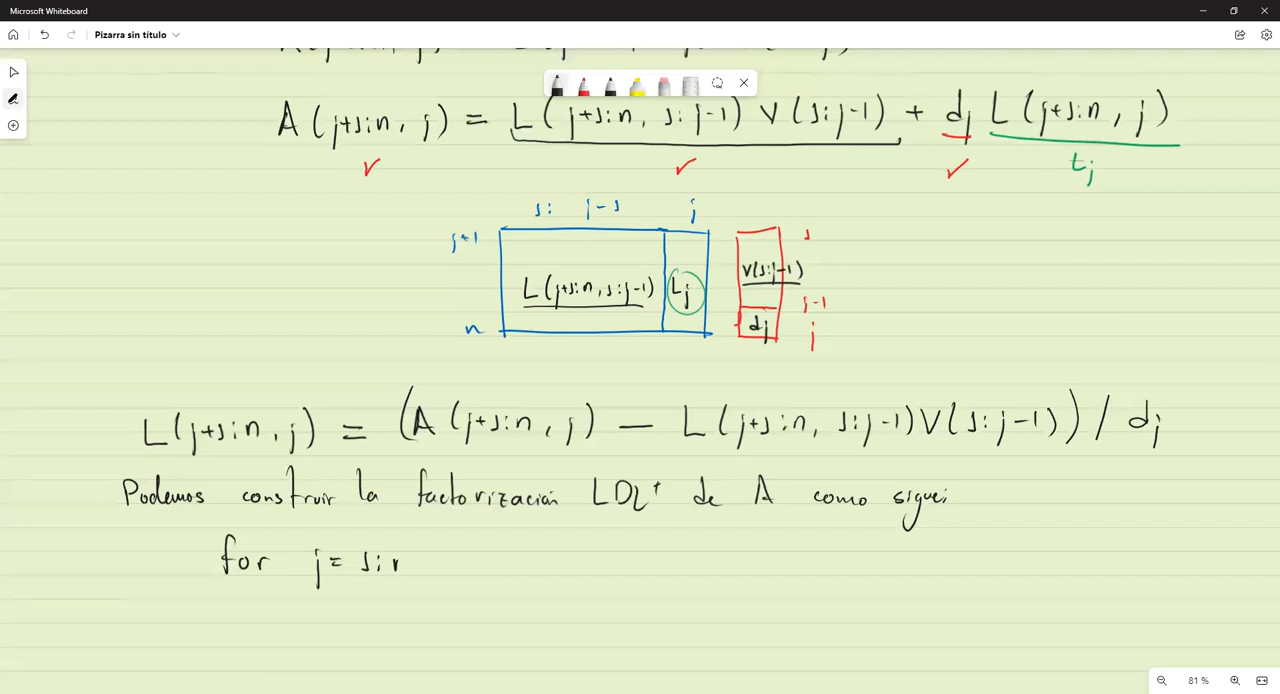 Microsoft Whiteboard
Pizarra sin título
A(j+1:n, j) = L(j+1:n, 1:j-1) V(1:j-1) + dj L(j+1:n, j)
tj
1: j-1 j
j+1
L(j+1:n, 1:j-1) Lj
n
1
V(1:j-1)
j-1
dj j
L(j+1:n, j) = (A(j+1:n, j) - L(j+1:n, 1:j-1)V(1:j-1)) / dj
Podemos construir la factorización LDLᵗ de A como sigue:
for j= 1:n
81 %